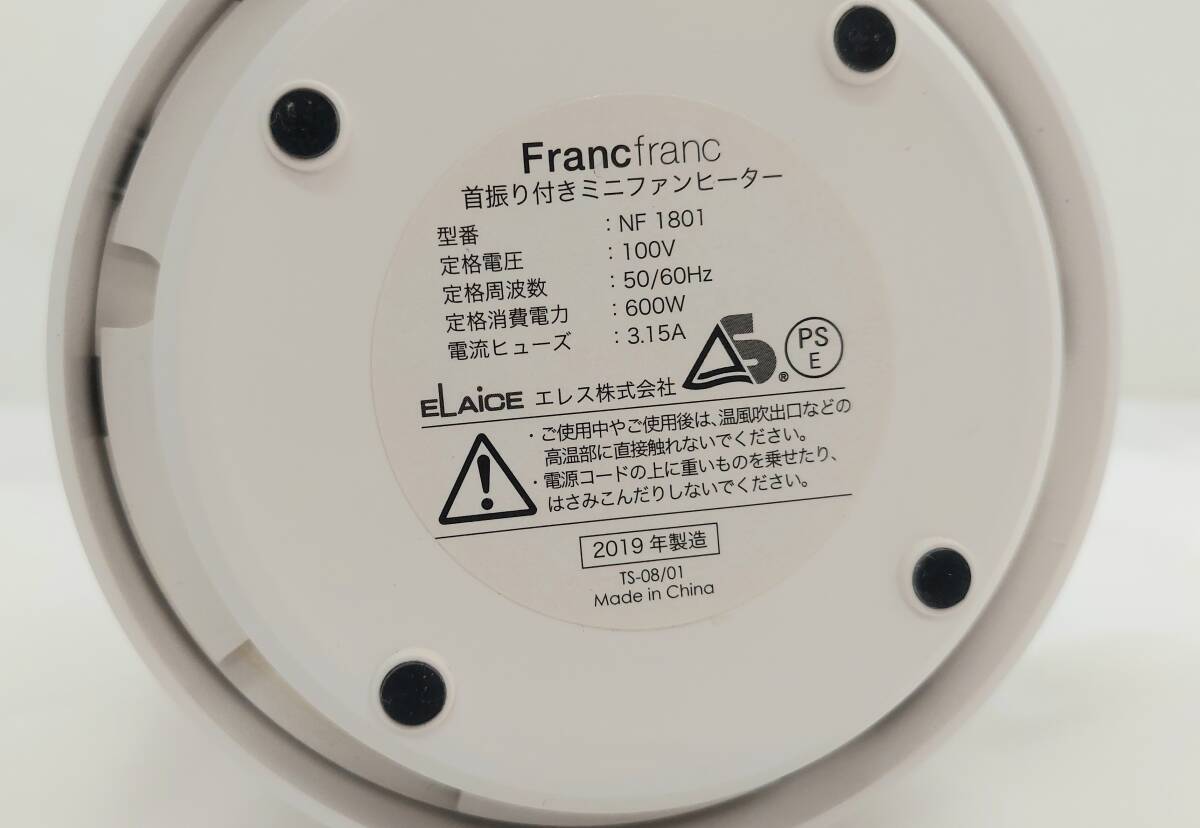 Francfranc
首振り付きミニファンヒーター
型番 : NF 1801
定格電圧 : 100V
定格周波数 : 50/60Hz
定格消費電力 : 600W
電流ヒューズ : 3.15A
S ® PS E
ELAiCE エレス株式会社
・ご使用中やご使用後は、温風吹出口などの
高温部に直接触れないでください。
・電源コードの上に重いものを乗せたり、
はさみこんだりしないでください。
2019 年製造
TS-08/01
Made in China